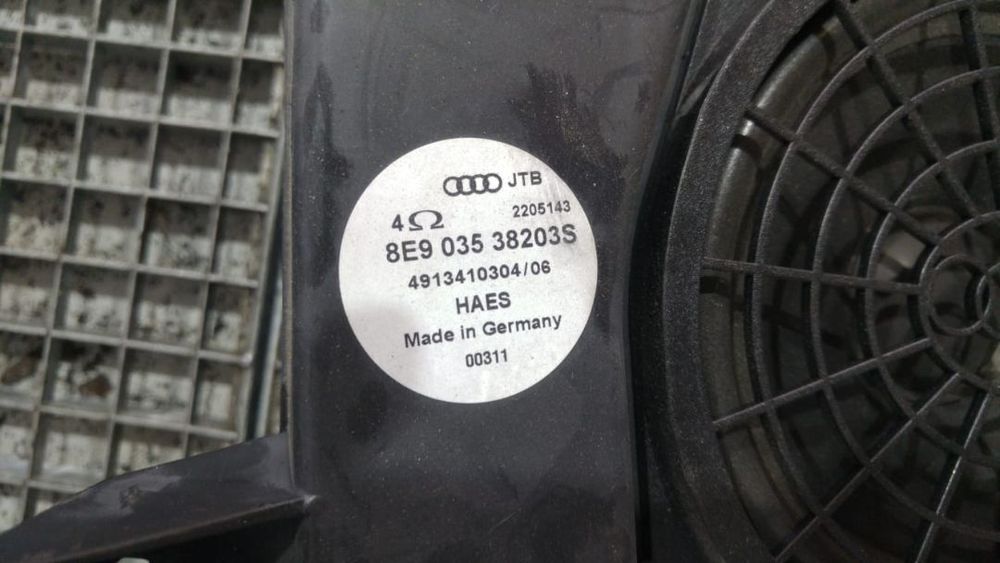 JTB
2205143
4Ω
8E9 035 38203S
4913410304/06
HAES
Made in Germany
00311